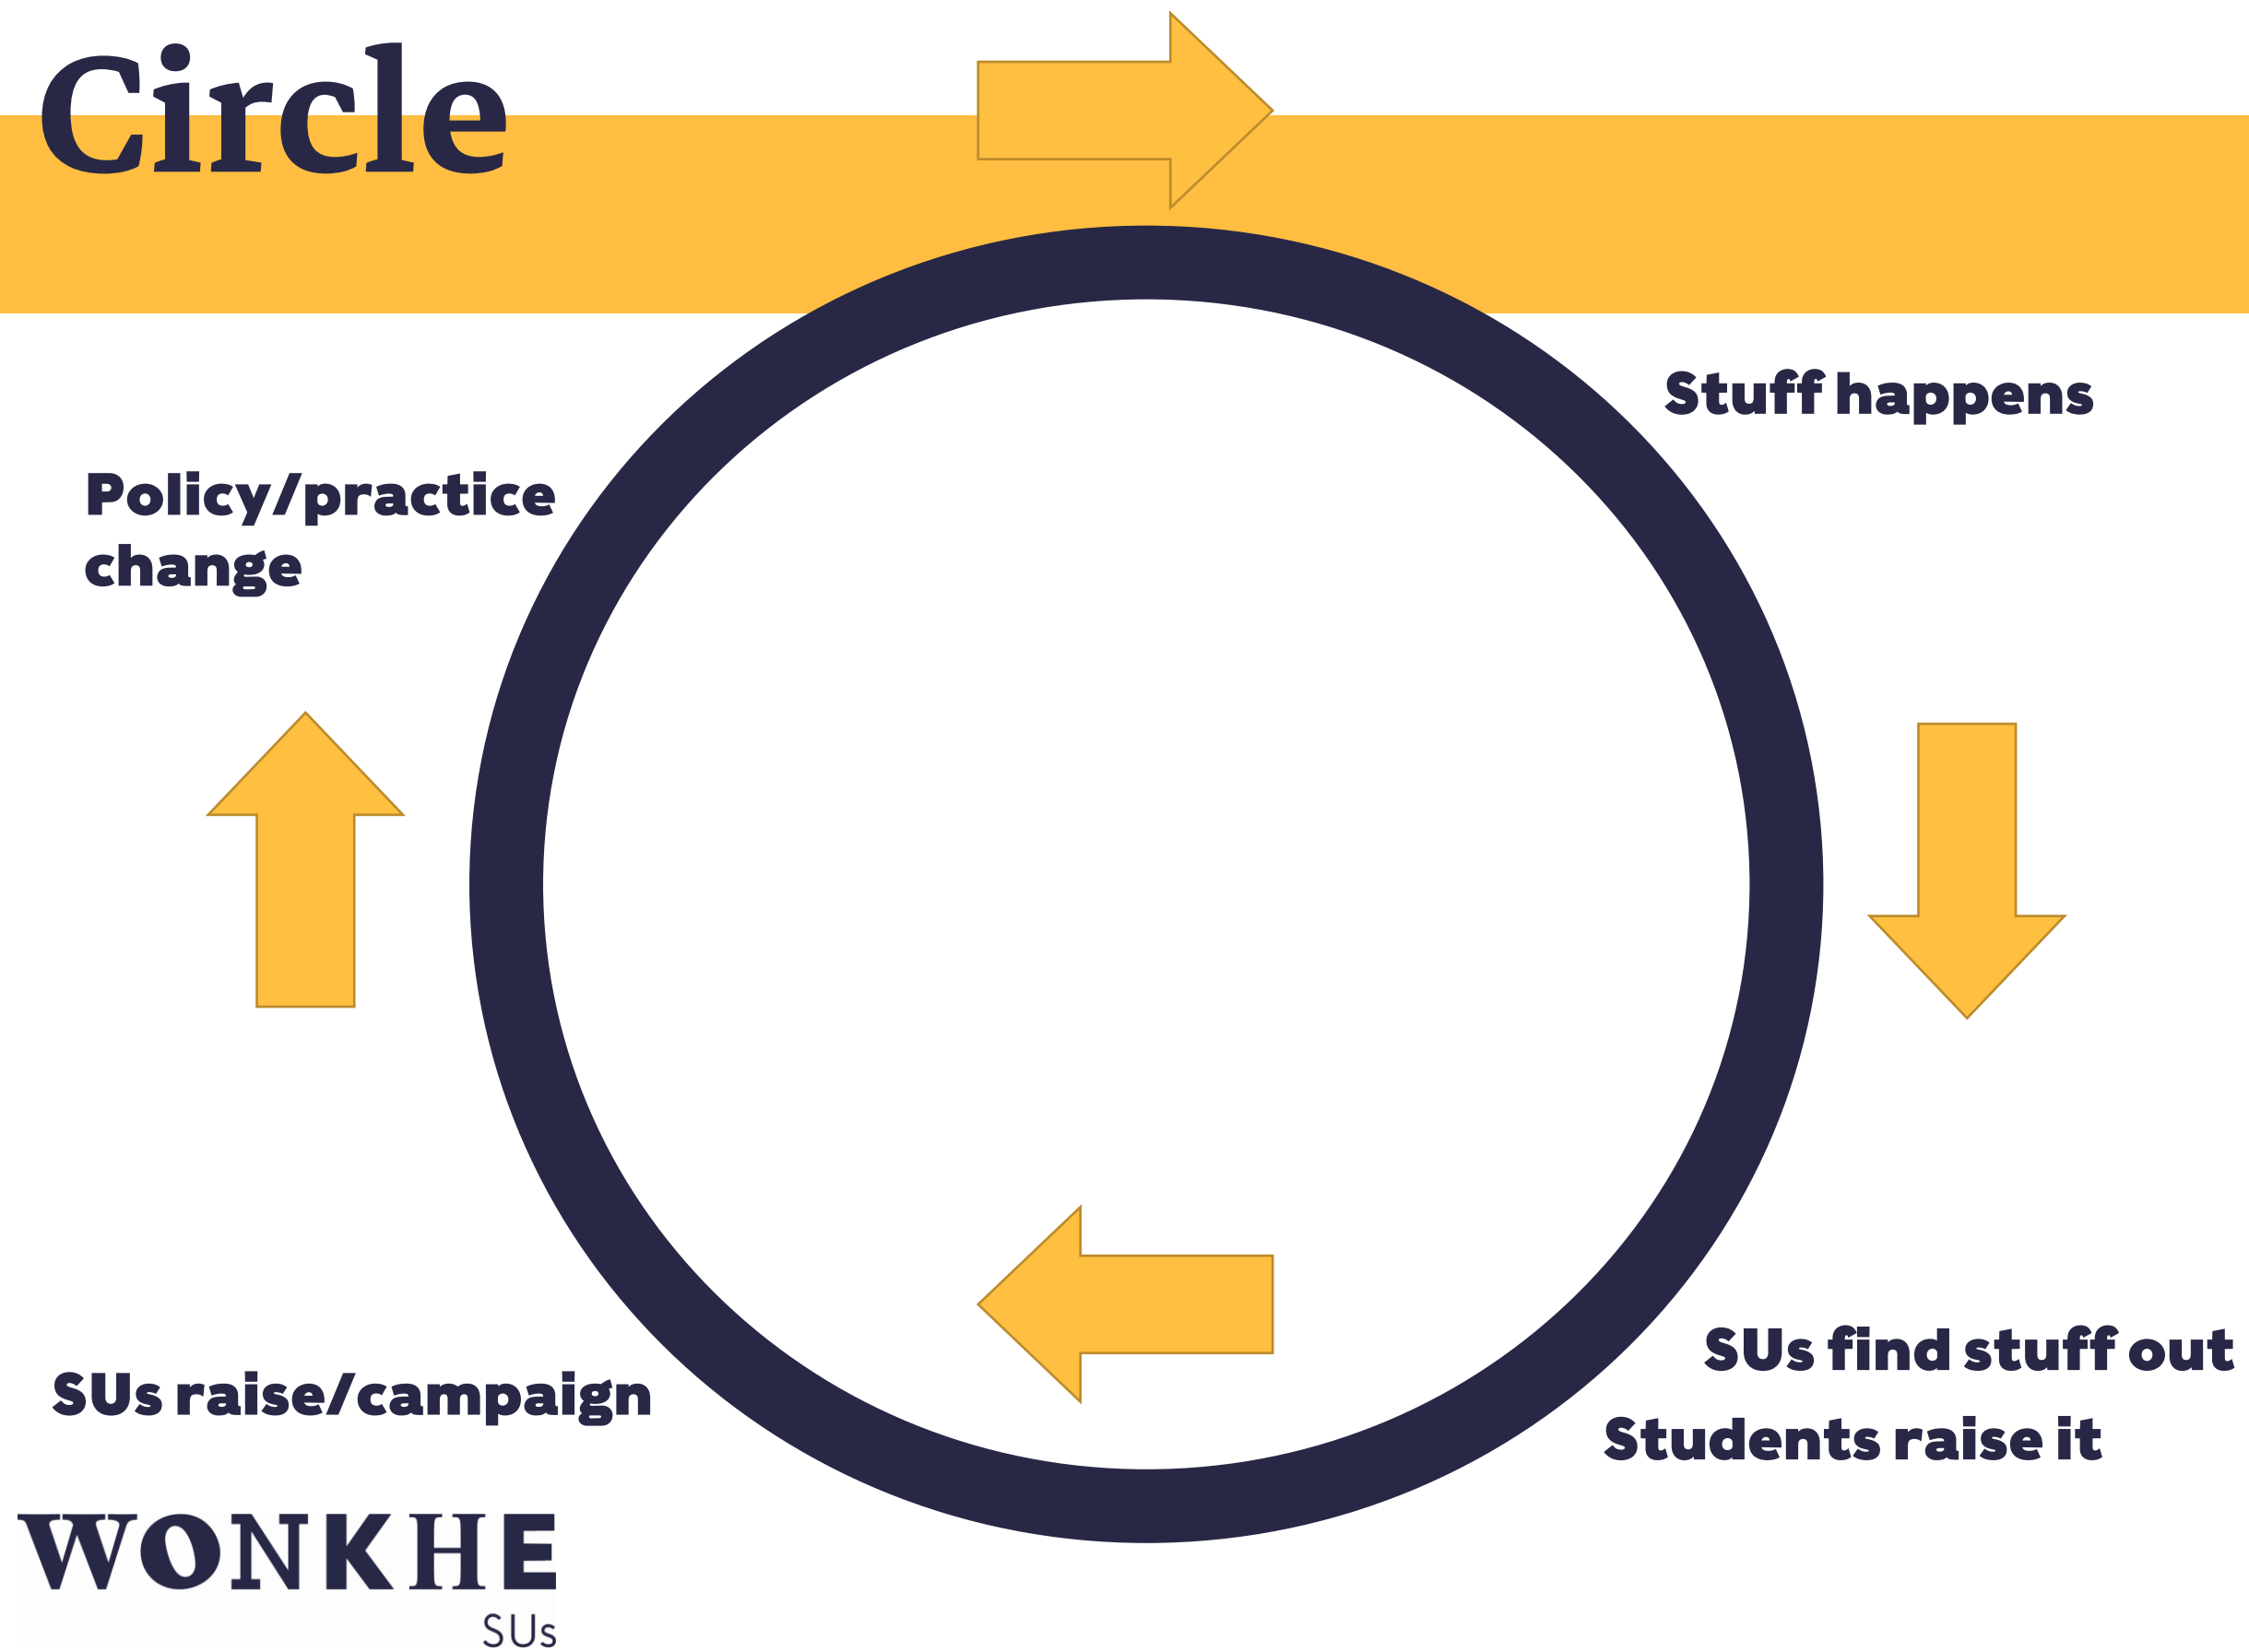 Circle
Stuff happens
Policy/practice
change
SUs find stuff out
Students raise it
SUs raise/campaign
WONKHE
SUs